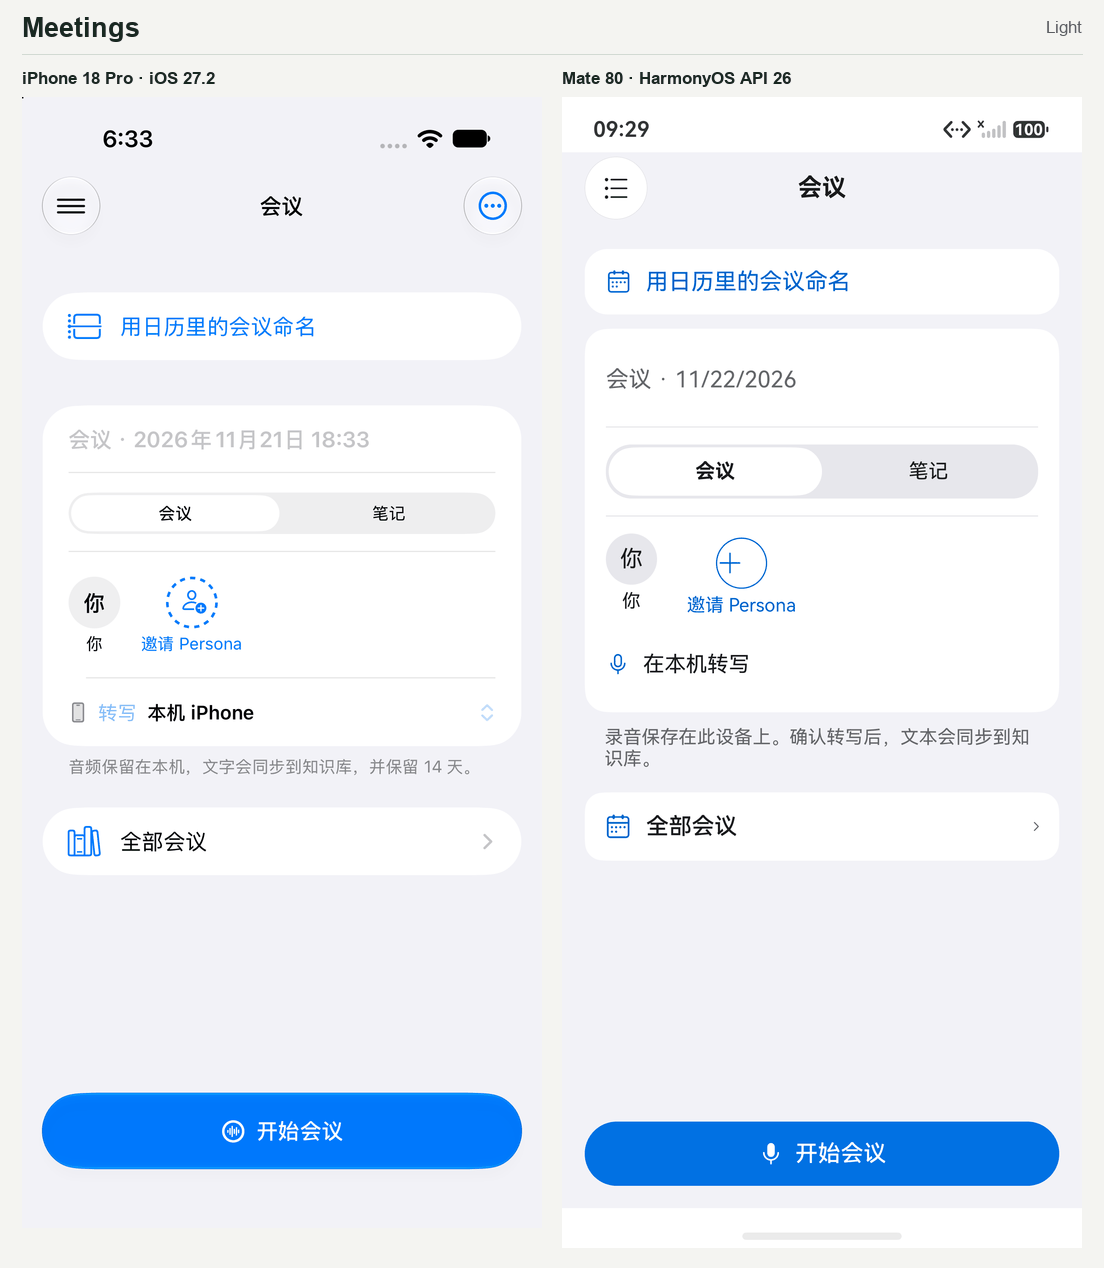 Meetings
Light
iPhone 18 Pro · iOS 27.2
6:33
会议
用日历里的会议命名
会议 · 2026年11月21日 18:33
会议
笔记
你
你
邀请 Persona
转写 本机 iPhone
音频保留在本机，文字会同步到知识库，并保留 14 天。
全部会议
开始会议
Mate 80 · HarmonyOS API 26
09:29
100
会议
用日历里的会议命名
会议 · 11/22/2026
会议
笔记
你
你
邀请 Persona
在本机转写
录音保存在此设备上。确认转写后，文本会同步到知
识库。
全部会议
开始会议